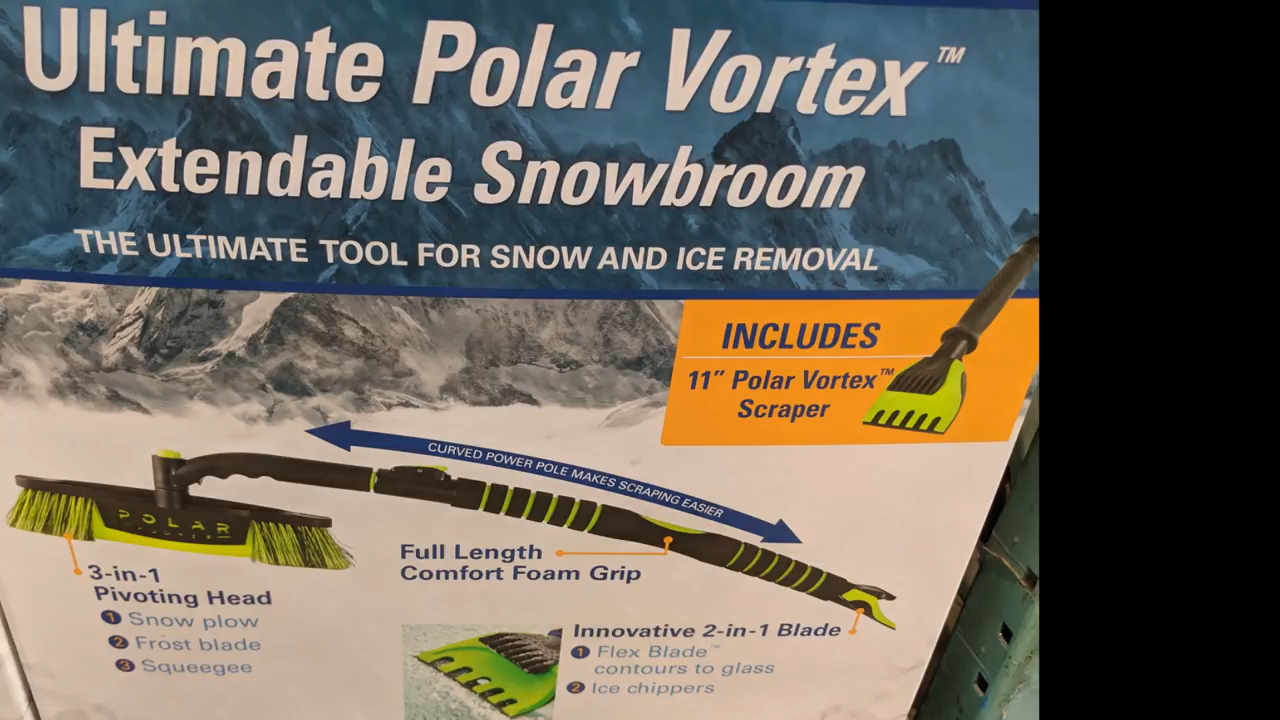 Ultimate Polar Vortex™
Extendable Snowbroom
THE ULTIMATE TOOL FOR SNOW AND ICE REMOVAL
INCLUDES
11" Polar Vortex™
Scraper
CURVED POWER POLE MAKES SCRAPING EASIER
POLAR
Full Length
Comfort Foam Grip
3-in-1
Pivoting Head
1 Snow plow
2 Frost blade
3 Squeegee
Innovative 2-in-1 Blade
1 Flex Blade™
contours to glass
2 Ice chippers